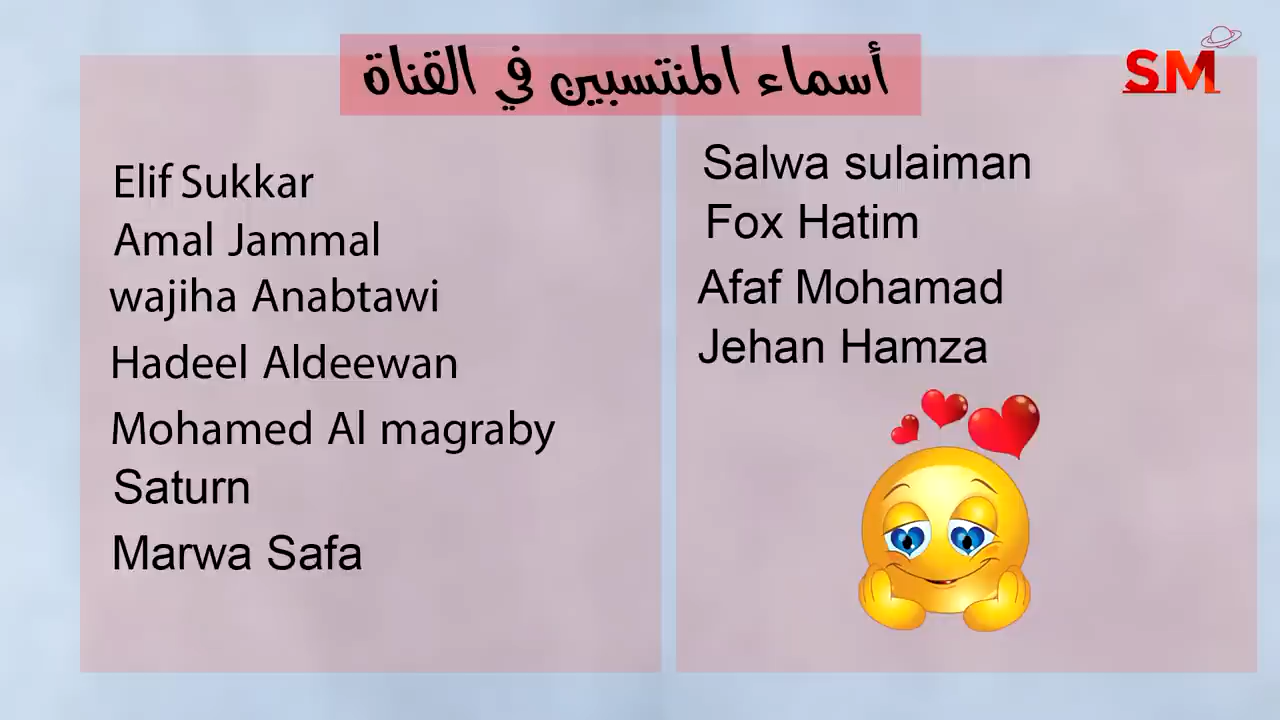 أسماء المنتسبين في القناة
SM
Elif Sukkar
Amal Jammal
wajiha Anabtawi
Hadeel Aldeewan
Mohamed Al magraby
Saturn
Marwa Safa
Salwa sulaiman
Fox Hatim
Afaf Mohamad
Jehan Hamza